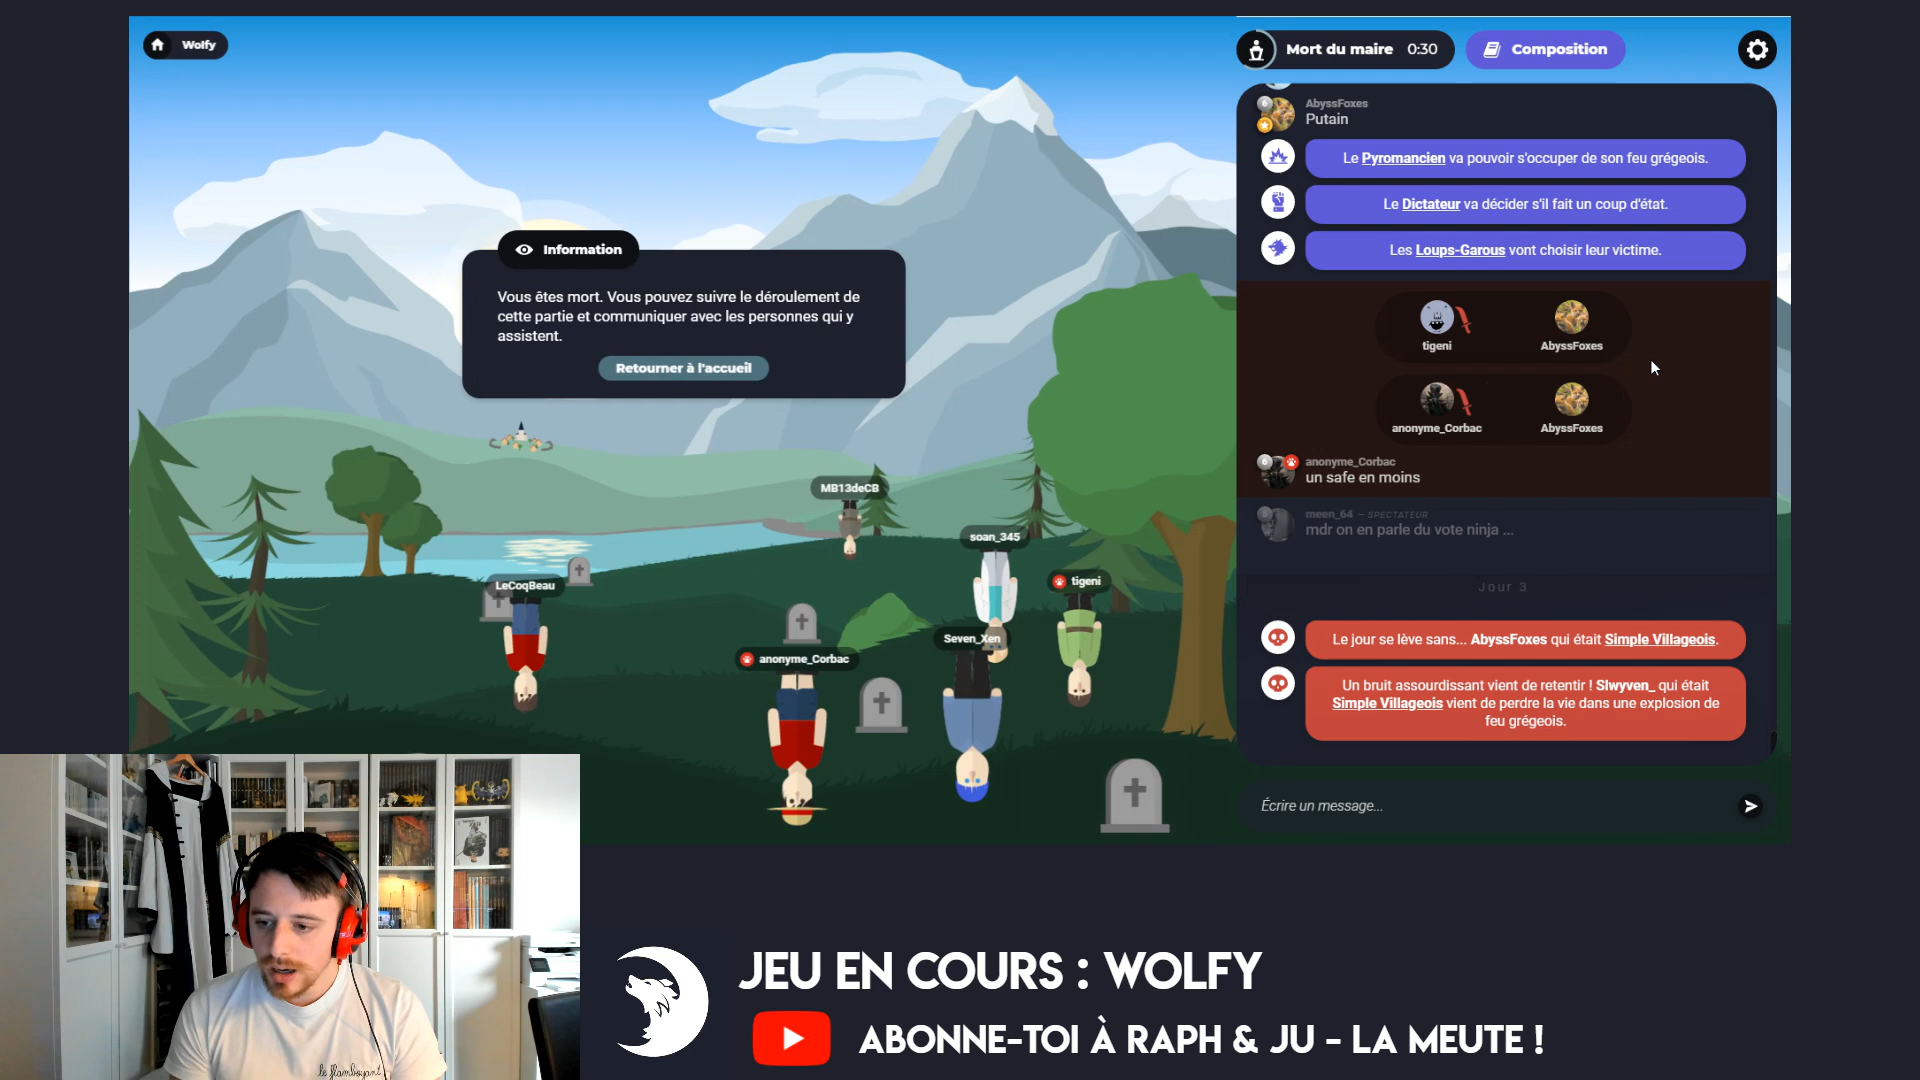 Wolfy
Mort du maire 0:30
Composition
AbyssFoxes
Putain
Le Pyromancien va pouvoir s'occuper de son feu grégeois.
Le Dictateur va décider s'il fait un coup d'état.
Les Loups-Garous vont choisir leur victime.
tigeni AbyssFoxes
anonyme_Corbac AbyssFoxes
6 anonyme_Corbac
un safe en moins
meen_64 – SPECTATEUR
mdr on en parle du vote ninja ...
Jour 3
Le jour se lève sans... AbyssFoxes qui était Simple Villageois.
Un bruit assourdissant vient de retentir ! Slwyven_ qui était
Simple Villageois vient de perdre la vie dans une explosion de
feu grégeois.
Écrire un message...
Information
Vous êtes mort. Vous pouvez suivre le déroulement de
cette partie et communiquer avec les personnes qui y
assistent.
Retourner à l'accueil
MB13deCB
soan_345
tigeni
LeCoqBeau
Seven_Xen
anonyme_Corbac
le flamboyant
JEU EN COURS : WOLFY
ABONNE-TOI À RAPH & JU - LA MEUTE !